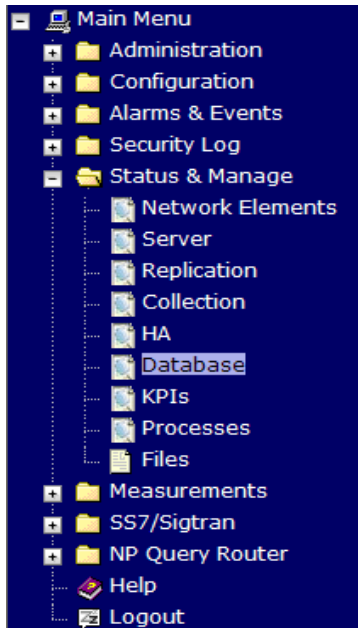 Main Menu
Administration
Configuration
Alarms & Events
Security Log
Status & Manage
Network Elements
Server
Replication
Collection
HA
Database
KPIs
Processes
Files
Measurements
SS7/Sigtran
NP Query Router
Help
Logout